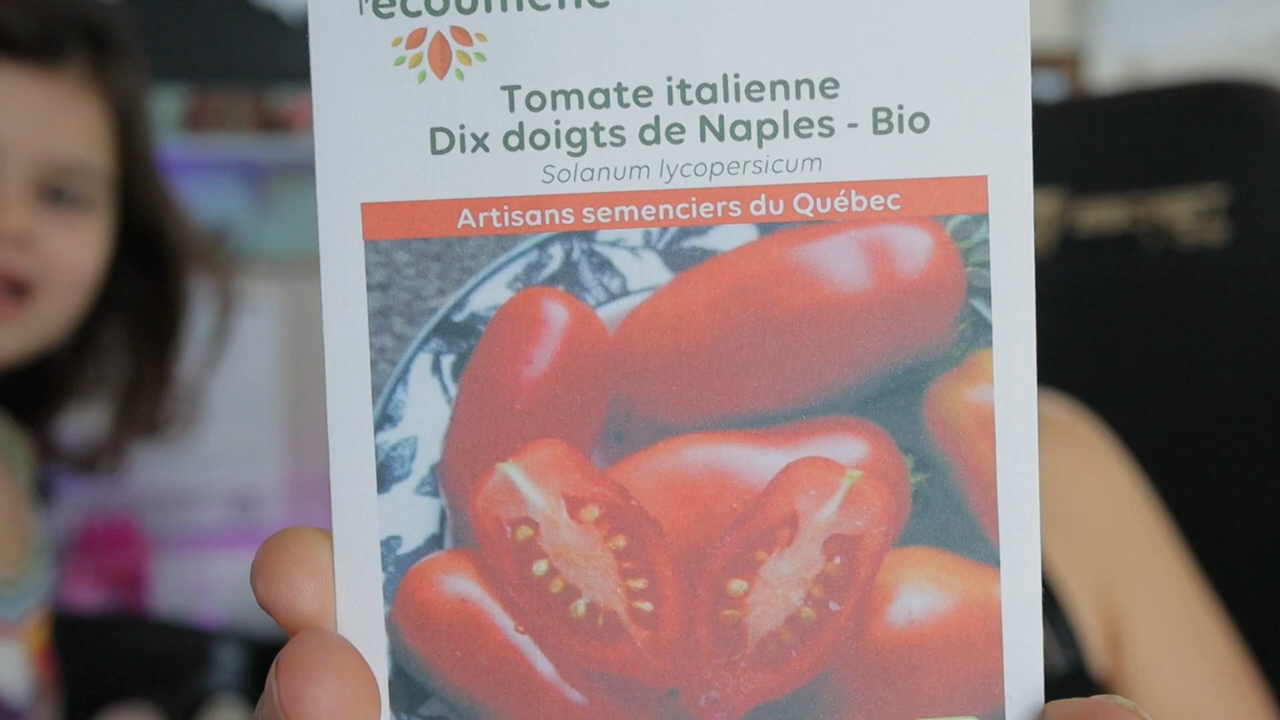 l'écoumène
Tomate italienne
Dix doigts de Naples - Bio
Solanum lycopersicum
Artisans semenciers du Québec